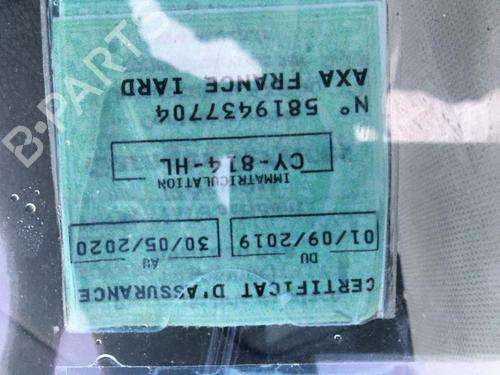 CERTIFICAT D'ASSURANCE
DU AU
01/09/2019 30/05/2020
IMMATRICULATION
CY-814-HL
N° 5819437704
AXA FRANCE IARD
B-PARTS